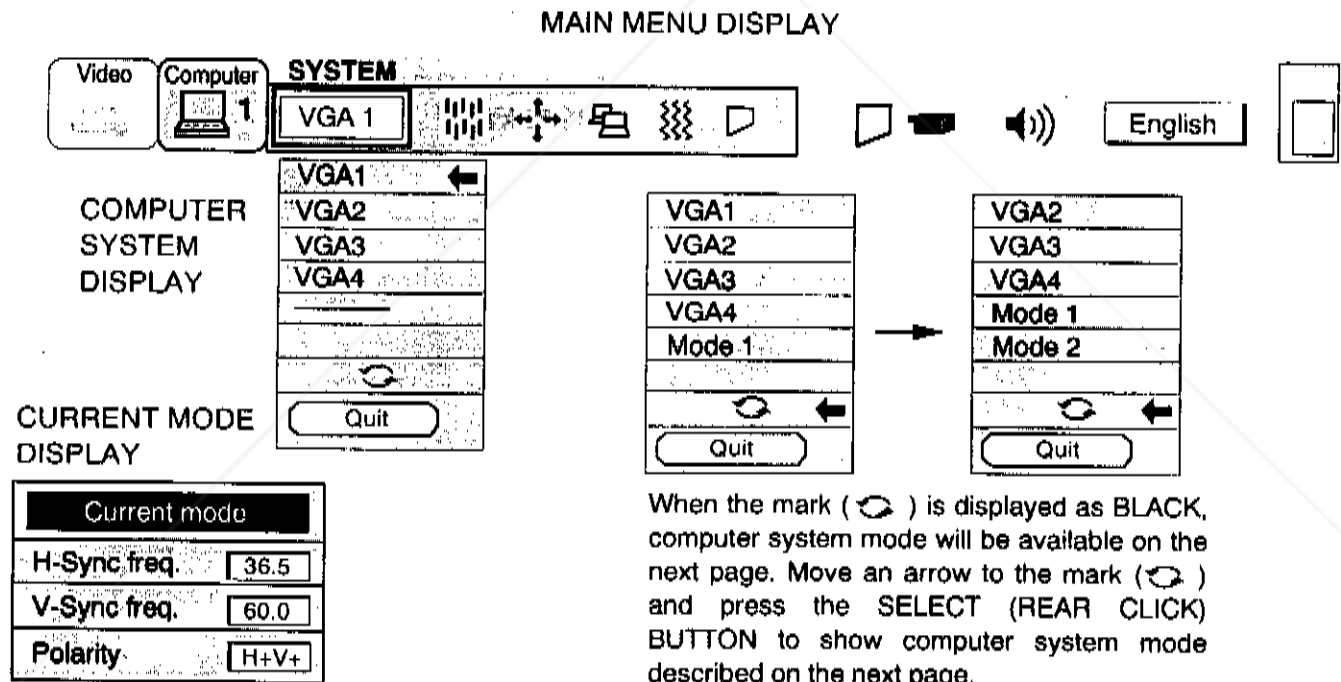 MAIN MENU DISPLAY
Video
Computer
1
SYSTEM
VGA 1
English
COMPUTER
SYSTEM
DISPLAY
VGA1
VGA2
VGA3
VGA4
Quit
VGA1
VGA2
VGA3
VGA4
Mode 1
Quit
VGA2
VGA3
VGA4
Mode 1
Mode 2
Quit
CURRENT MODE
DISPLAY
Current mode
H-Sync freq. 36.5
V-Sync freq. 60.0
Polarity H+V+
When the mark ( ) is displayed as BLACK,
computer system mode will be available on the
next page. Move an arrow to the mark ( )
and press the SELECT (REAR CLICK)
BUTTON to show computer system mode
described on the next page.